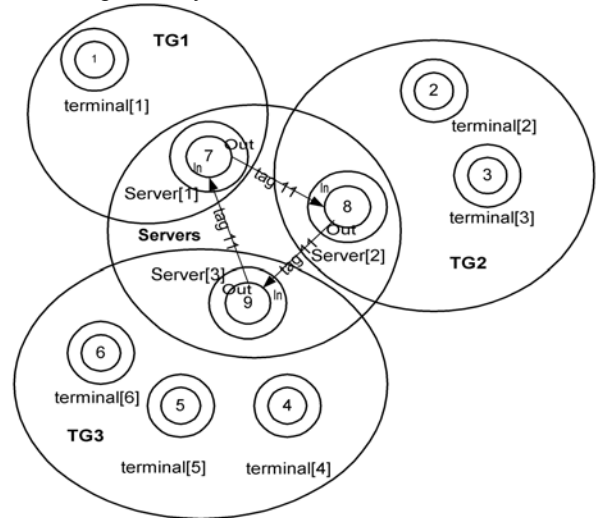 TG1
1
terminal[1]
2
terminal[2]
Out
7
In
Server[1]
tag 11
3
In
8
Out
terminal[3]
tag 11
Servers
tag 11
Server[2]
TG2
Server[3]
Out
In
9
6
terminal[6]
5
4
TG3
terminal[5]
terminal[4]